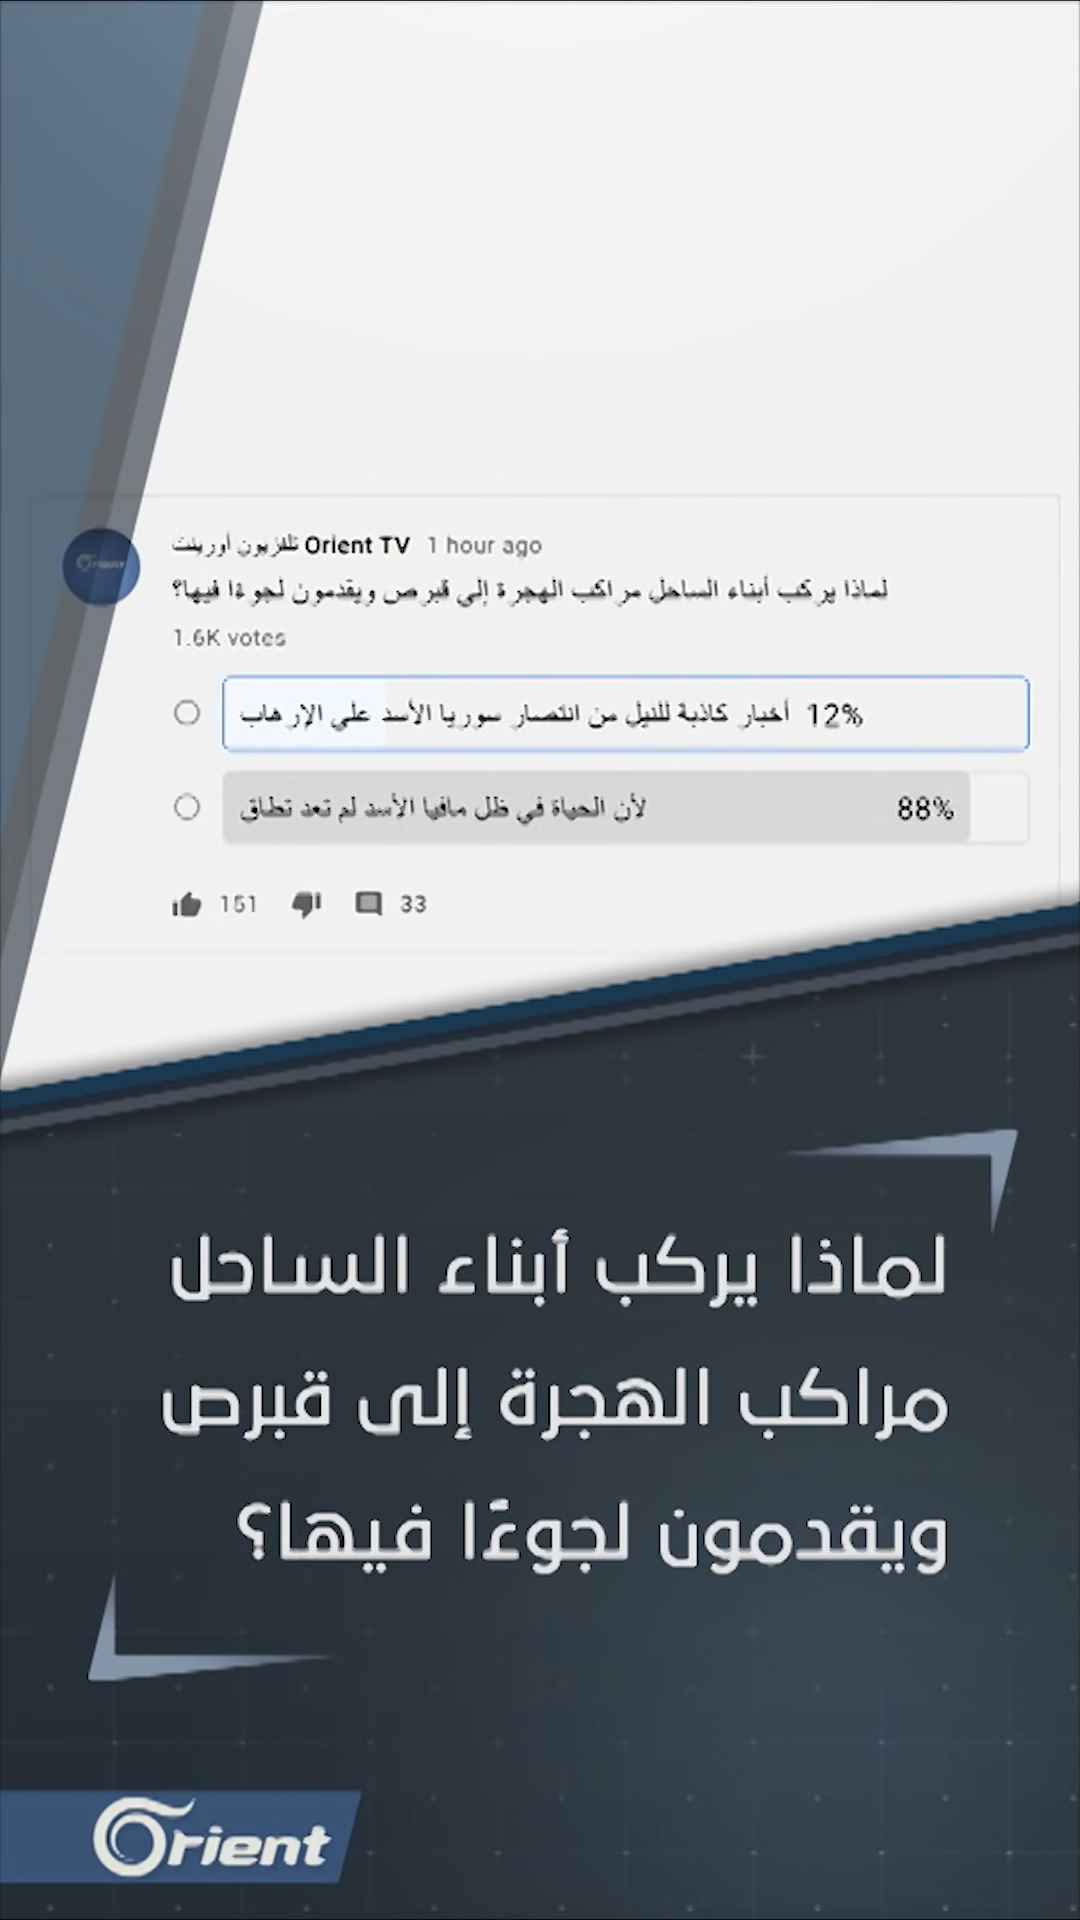 تلفزيون أورينت Orient TV 1 hour ago
لماذا يركب أبناء الساحل مراكب الهجرة إلى قبرص ويقدمون لجوءًا فيها؟
1.6K votes
أخبار كاذبة للنيل من انتصار سوريا الأسد على الإرهاب 12%
لأن الحياة في ظل مافيا الأسد لم تعد تطاق 88%
151 33
لماذا يركب أبناء الساحل
مراكب الهجرة إلى قبرص
ويقدمون لجوءًا فيها؟
Orient